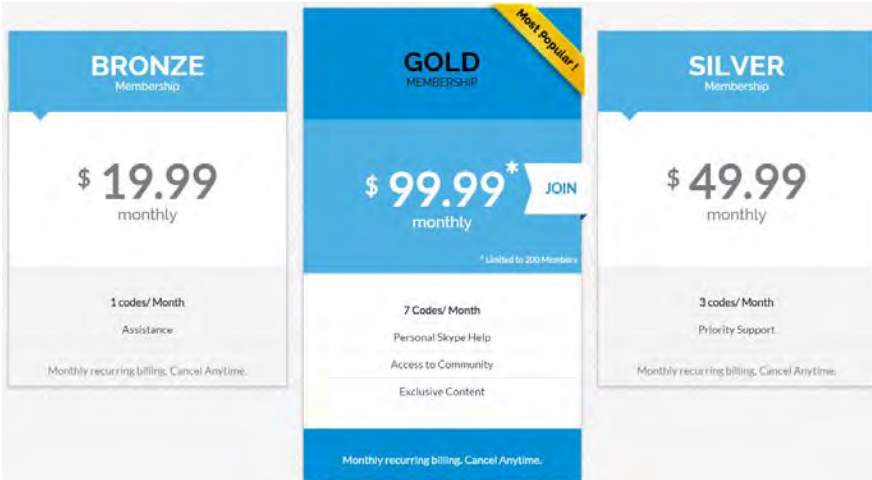 BRONZE
Membership
$ 19.99
monthly
1 codes/ Month
Assistance
Monthly recurring billing. Cancel Anytime.
Most Popular !
GOLD
MEMBERSHIP
$ 99.99*
JOIN
monthly
* Limited to 200 Members
7 Codes/ Month
Personal Skype Help
Access to Community
Exclusive Content
Monthly recurring billing. Cancel Anytime.
SILVER
Membership
$ 49.99
monthly
3 codes/ Month
Priority Support
Monthly recurring billing. Cancel Anytime.